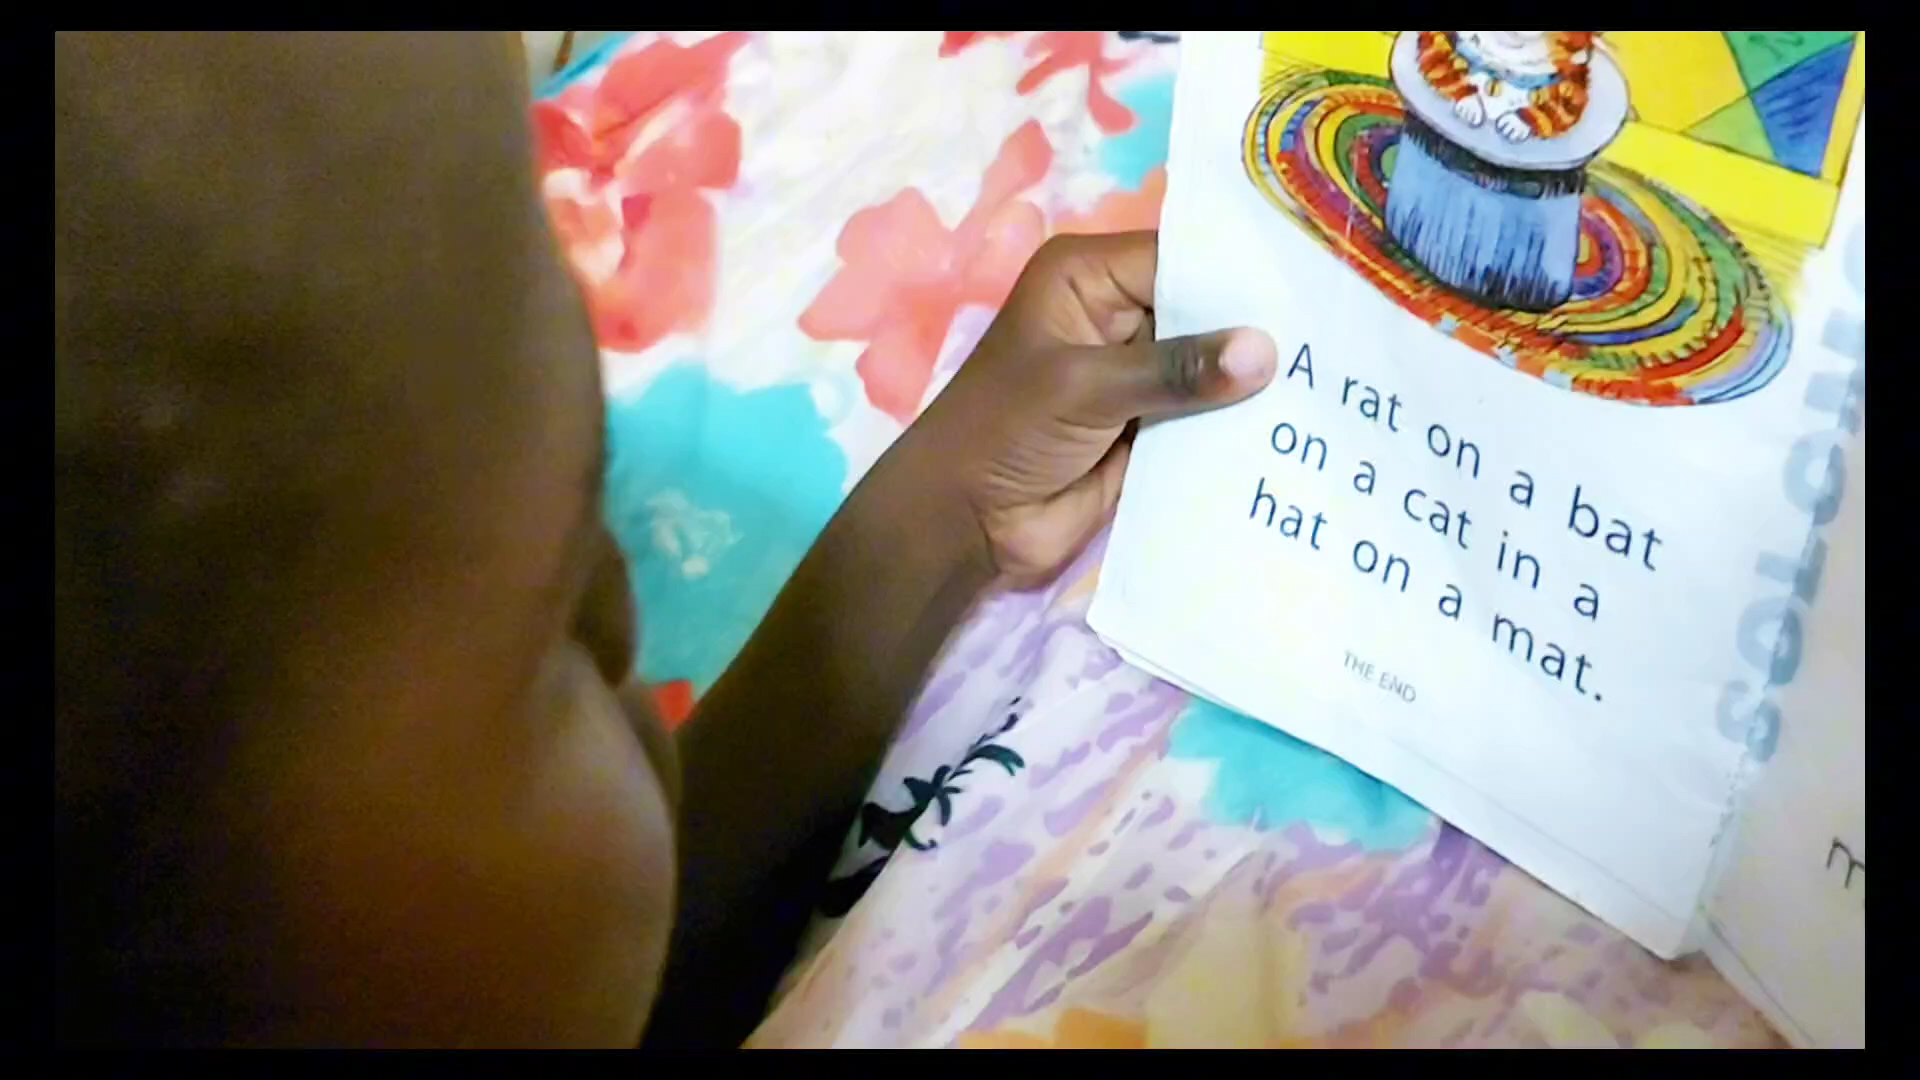 A rat on a bat
on a cat in a
hat on a mat.
THE END